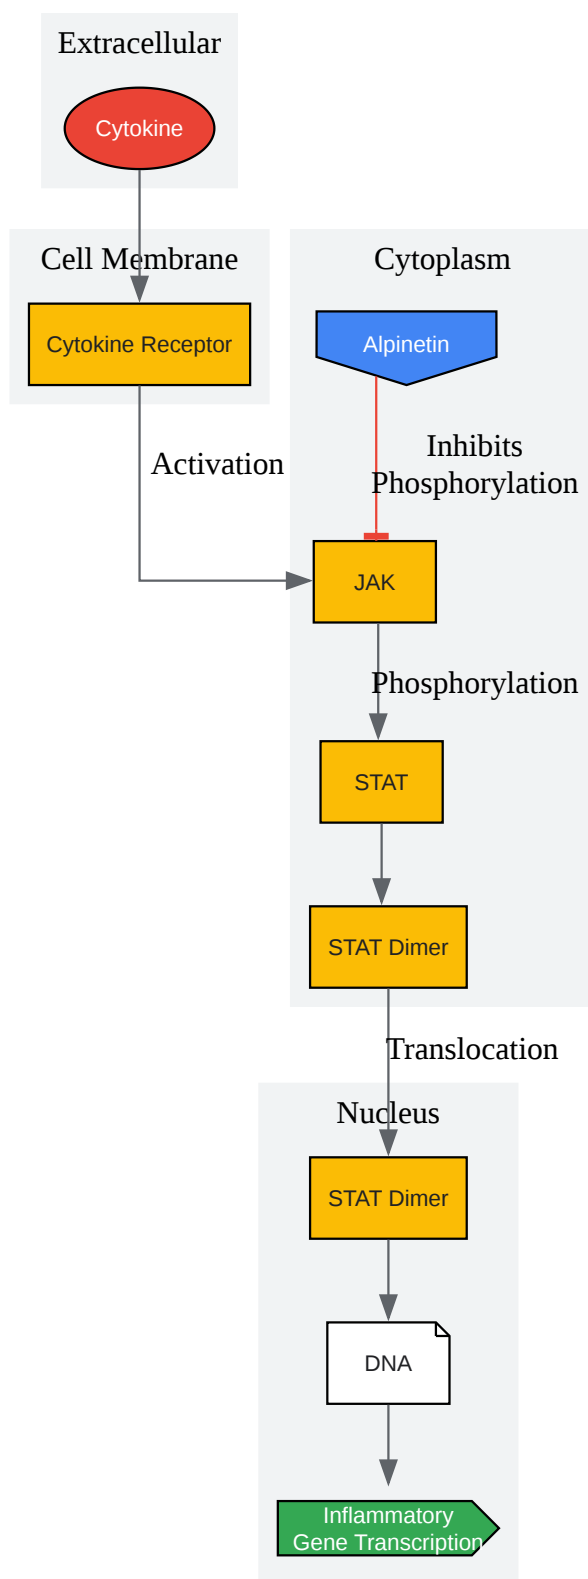 Extracellular
Cytokine
Cell Membrane
Cytokine Receptor
Cytoplasm
Alpinetin
Activation
Inhibits
Phosphorylation
JAK
Phosphorylation
STAT
STAT Dimer
Translocation
Nucleus
STAT Dimer
DNA
Inflammatory
Gene Transcription